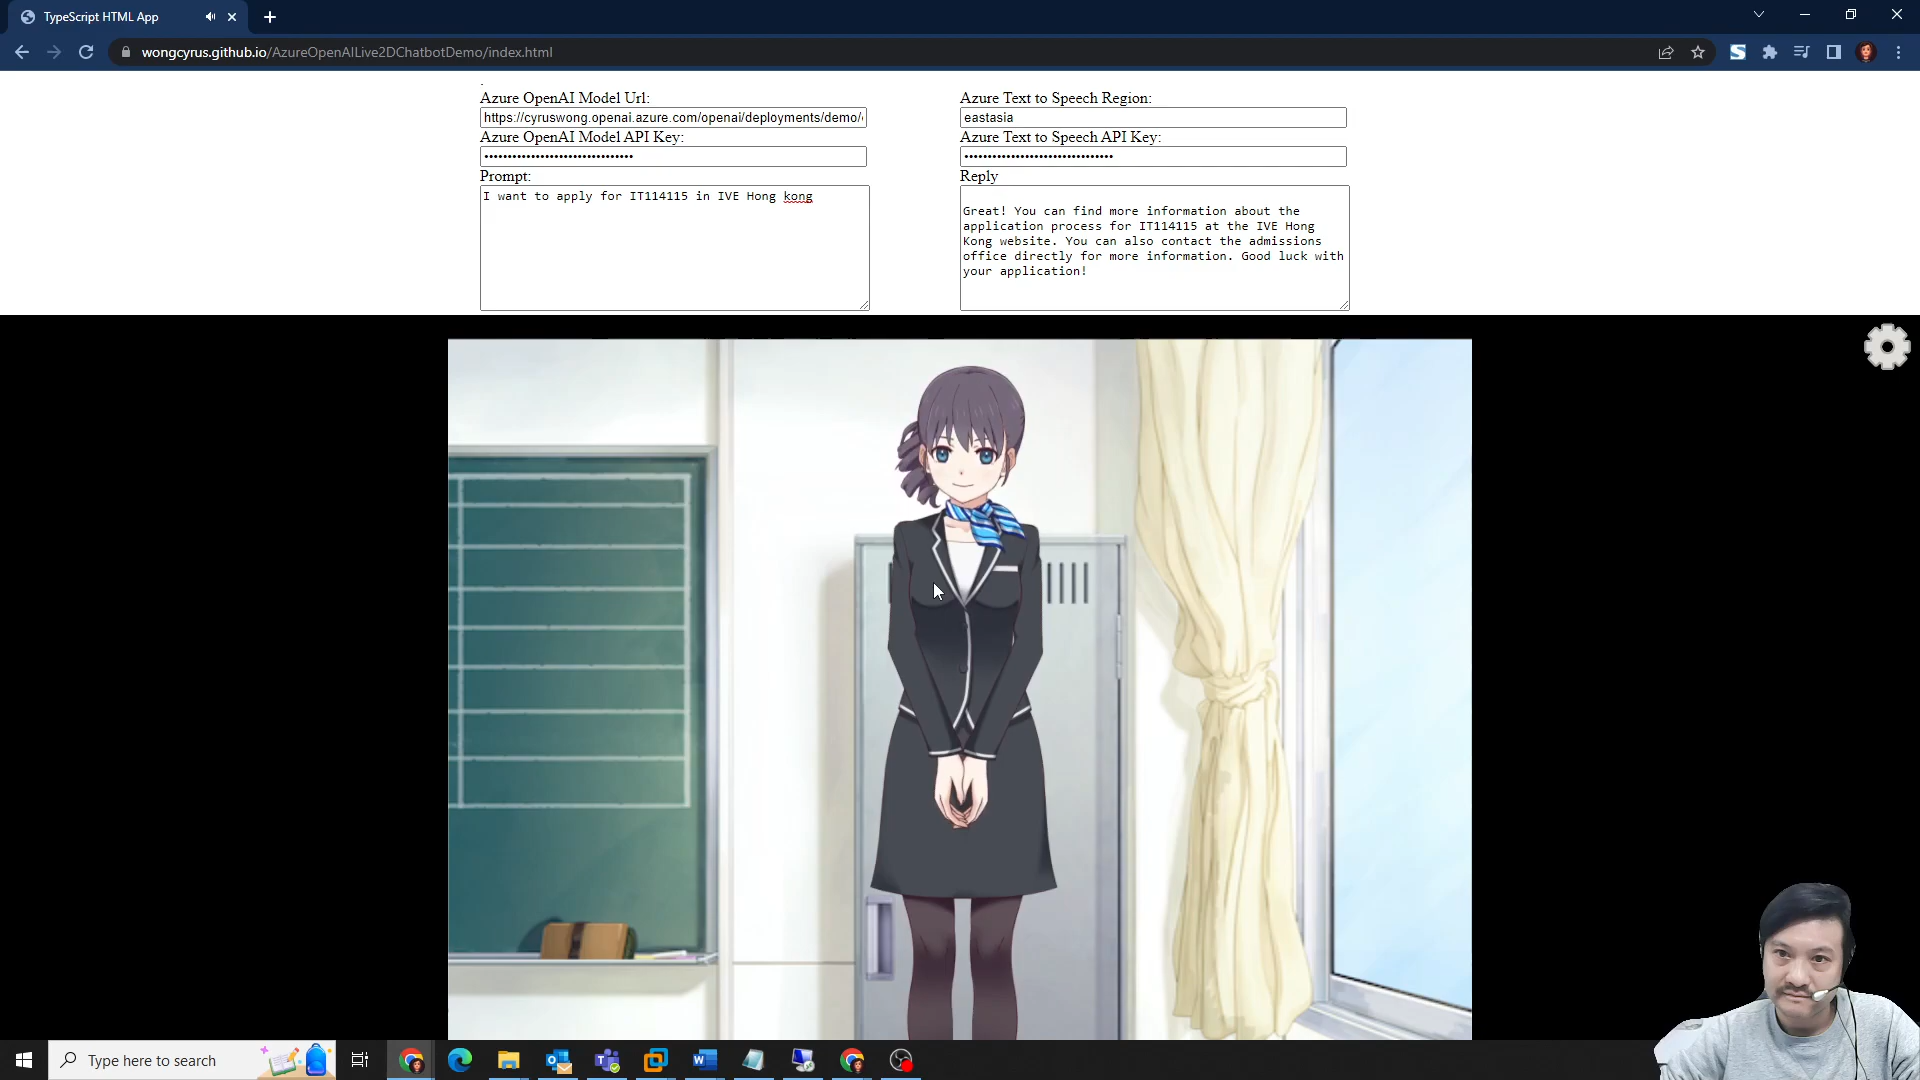 TypeScript HTML App
wongcyrus.github.io/AzureOpenAILive2DChatbotDemo/index.html
Azure OpenAI Model Url:
https://cyruswong.openai.azure.com/openai/deployments/demo/
Azure OpenAI Model API Key:
••••••••••••••••••••••••••••••••
Prompt:
I want to apply for IT114115 in IVE Hong kong
Azure Text to Speech Region:
eastasia
Azure Text to Speech API Key:
••••••••••••••••••••••••••••••••
Reply
Great! You can find more information about the
application process for IT114115 at the IVE Hong
Kong website. You can also contact the admissions
office directly for more information. Good luck with
your application!
Type here to search